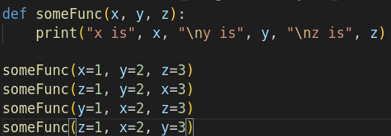 def someFunc(x, y, z):
    print("x is", x, "\ny is", y, "\nz is", z)
someFunc(x=1, y=2, z=3)
someFunc(z=1, y=2, x=3)
someFunc(y=1, x=2, z=3)
someFunc(z=1, x=2, y=3)